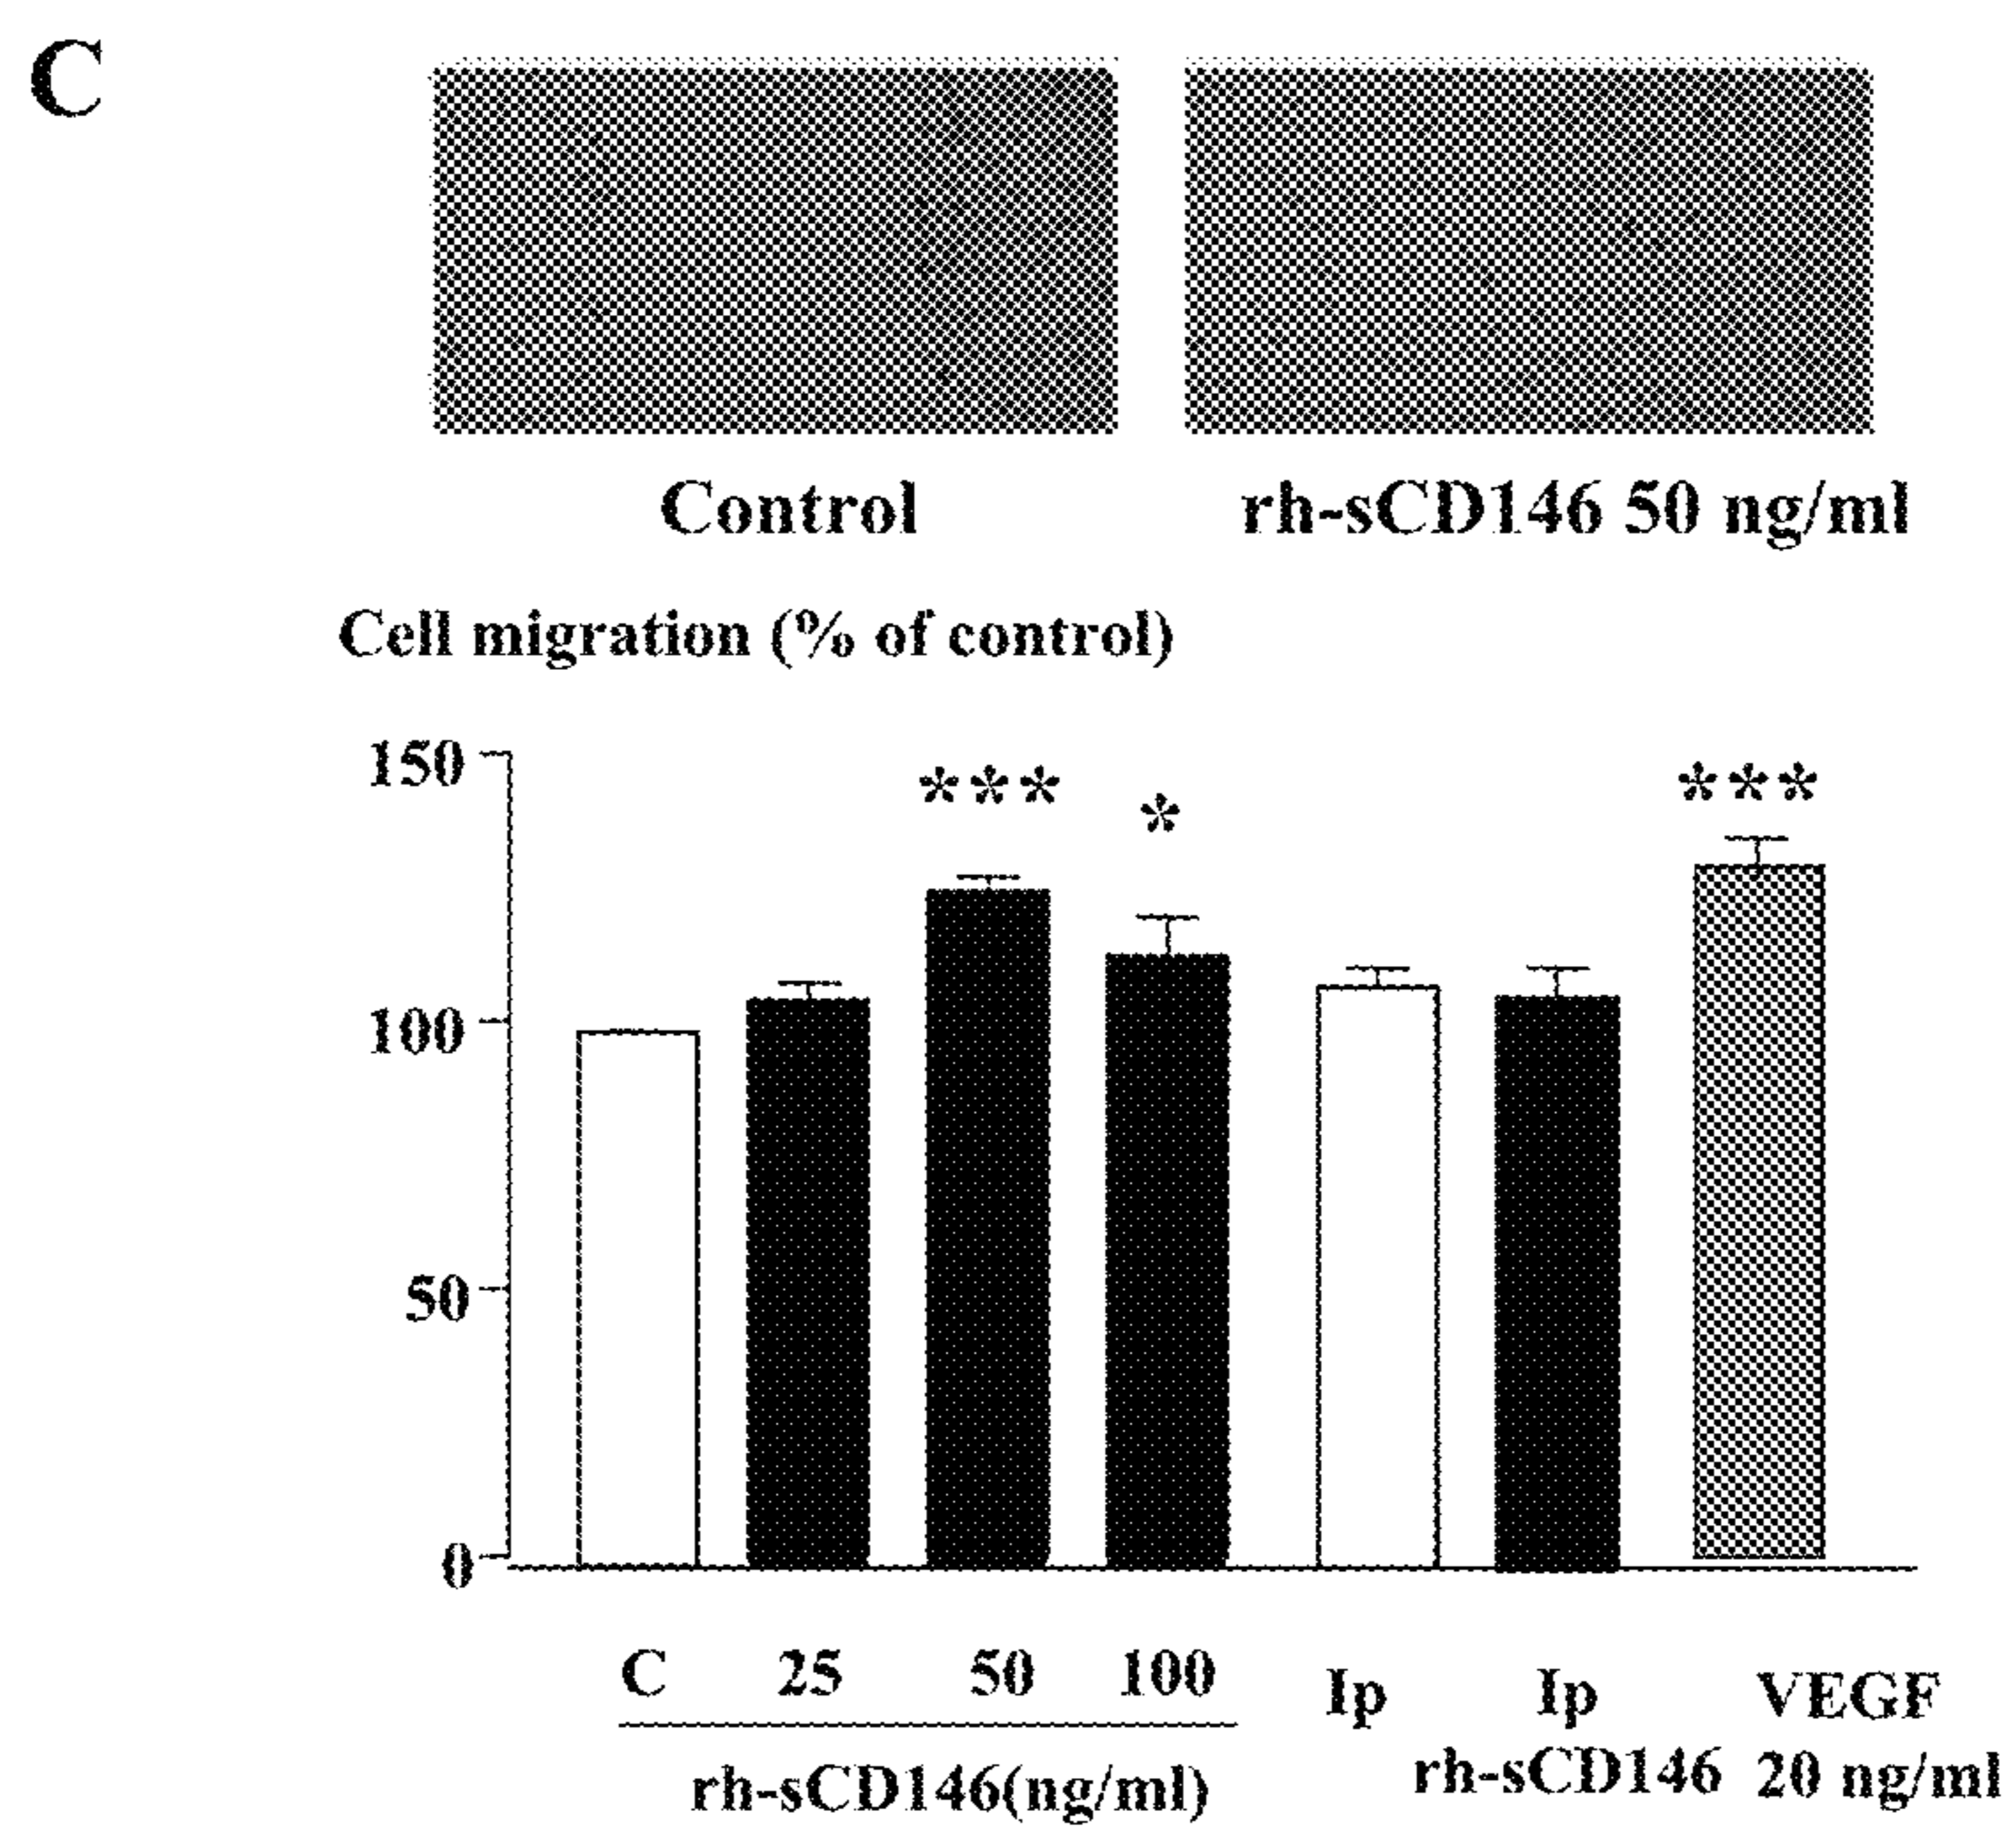 C
Control
rh-sCD146 50 ng/ml
Cell migration (% of control)
150
100
50
0
***
*
***
C 25 50 100 Ip Ip VEGF
rh-sCD146(ng/ml) rh-sCD146 20 ng/ml